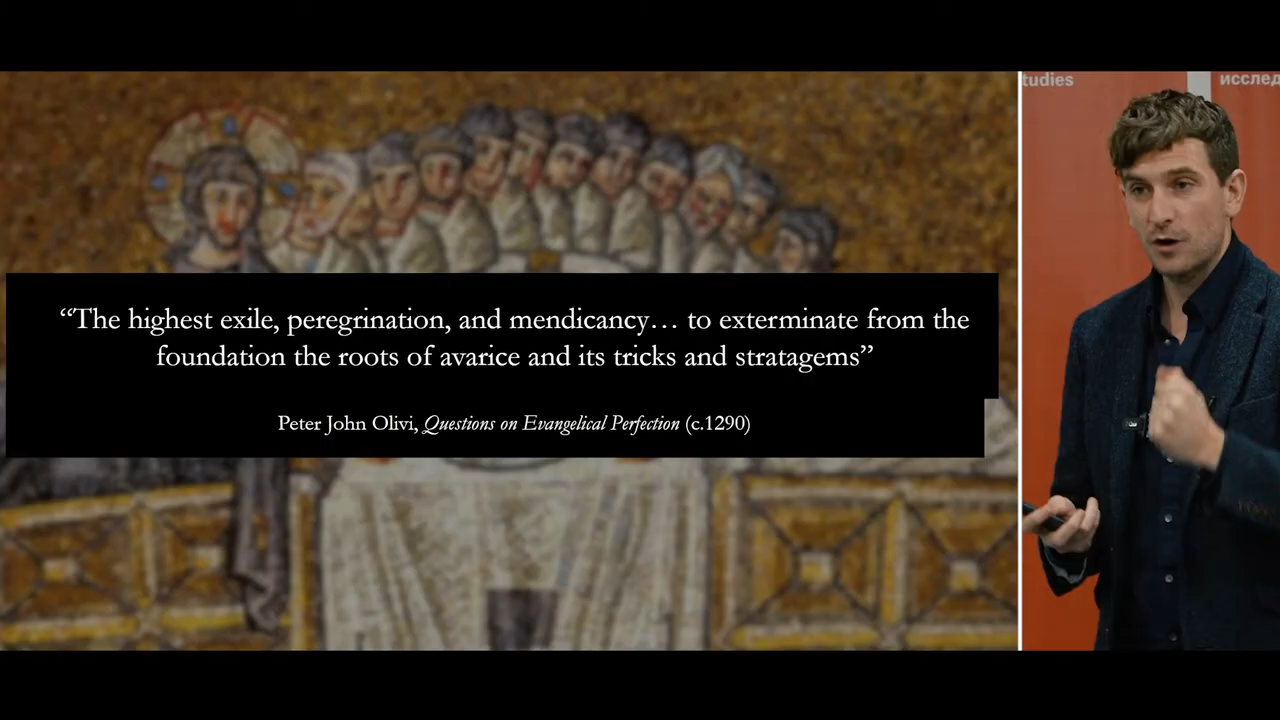 “The highest exile, peregrination, and mendicancy… to exterminate from the
foundation the roots of avarice and its tricks and stratagems”
Peter John Olivi, Questions on Evangelical Perfection (c.1290)
tudies
исслед